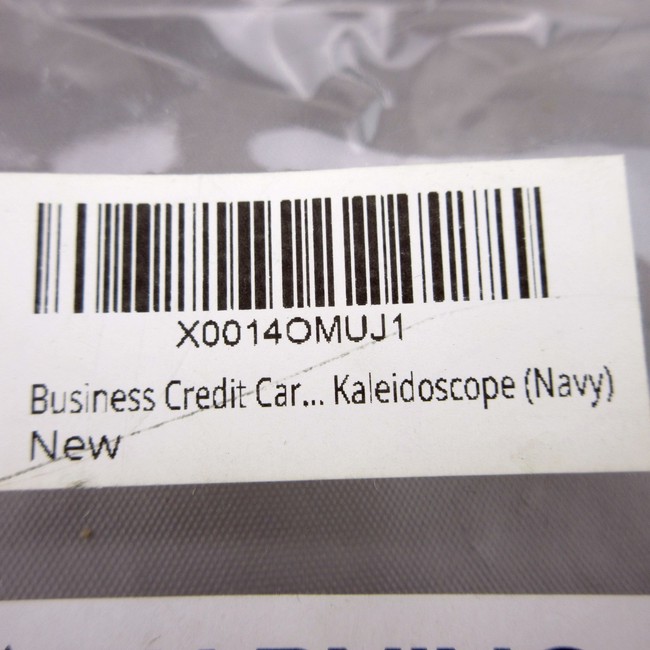 X0014OMUJ1
Business Credit Car... Kaleidoscope (Navy)
New